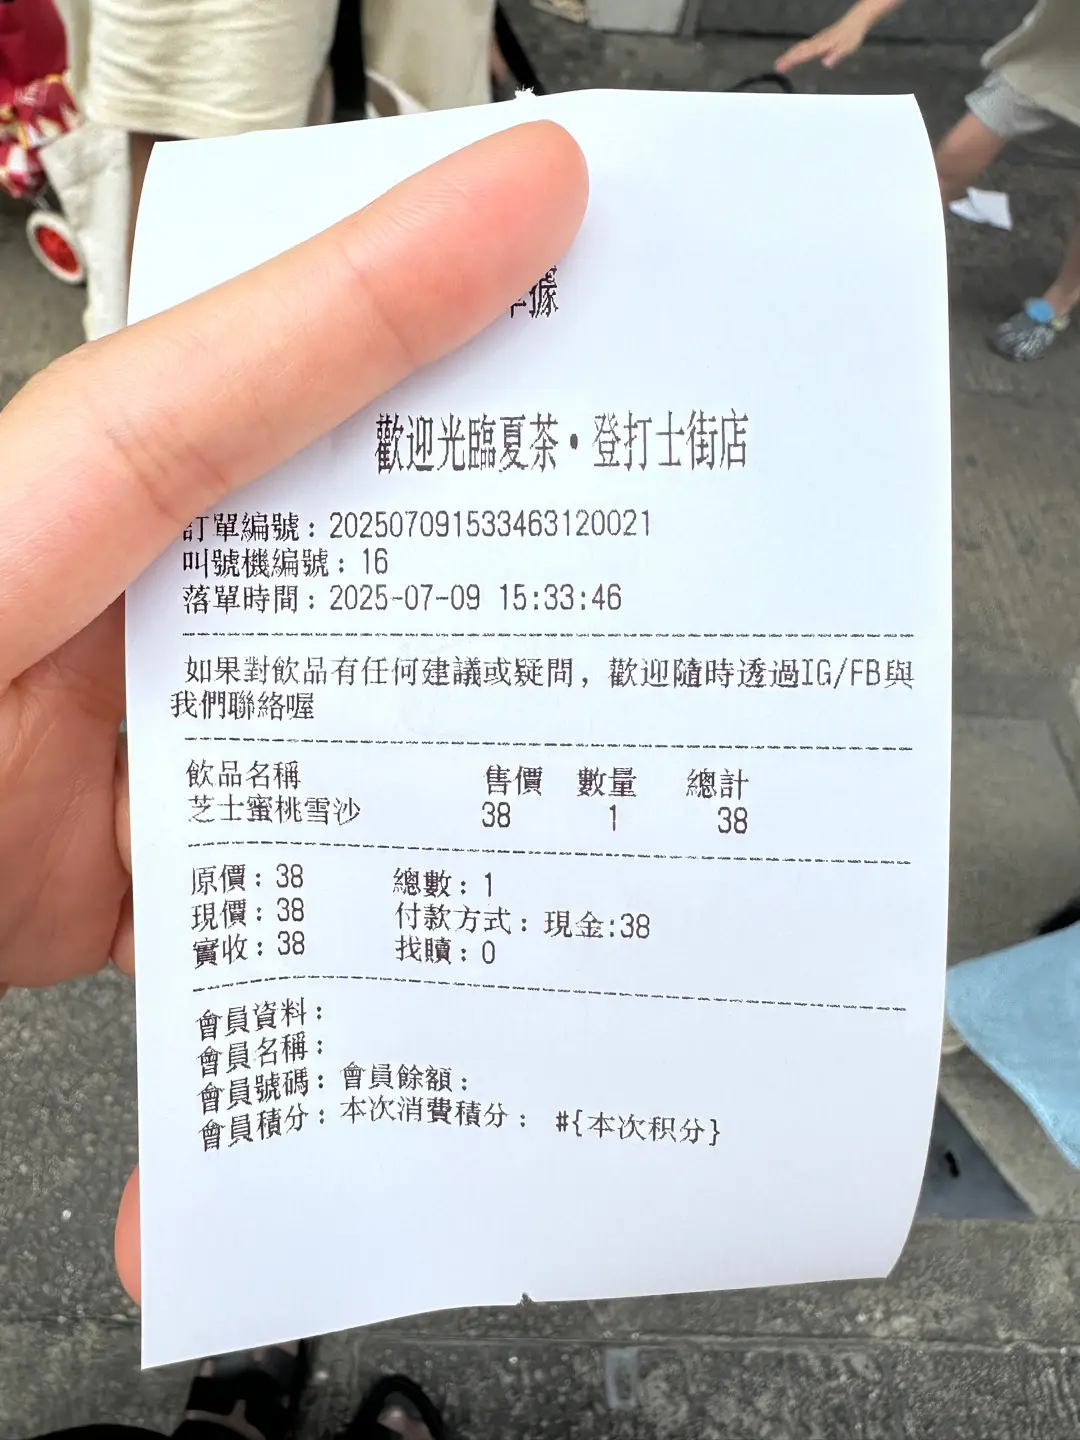 據
歡迎光臨夏茶·登打士街店
訂單編號：202507091533463120021
叫號機編號：16
落單時間：2025-07-09 15:33:46
如果對飲品有任何建議或疑問，歡迎隨時透過IG/FB與
我們聯絡喔
飲品名稱 售價 數量 總計
芝士蜜桃雪沙 38 1 38
原價：38 總數：1
現價：38 付款方式：現金:38
實收：38 找贖：0
會員資料：
會員名稱：
會員號碼：會員餘額：
會員積分：本次消費積分： #{本次积分}